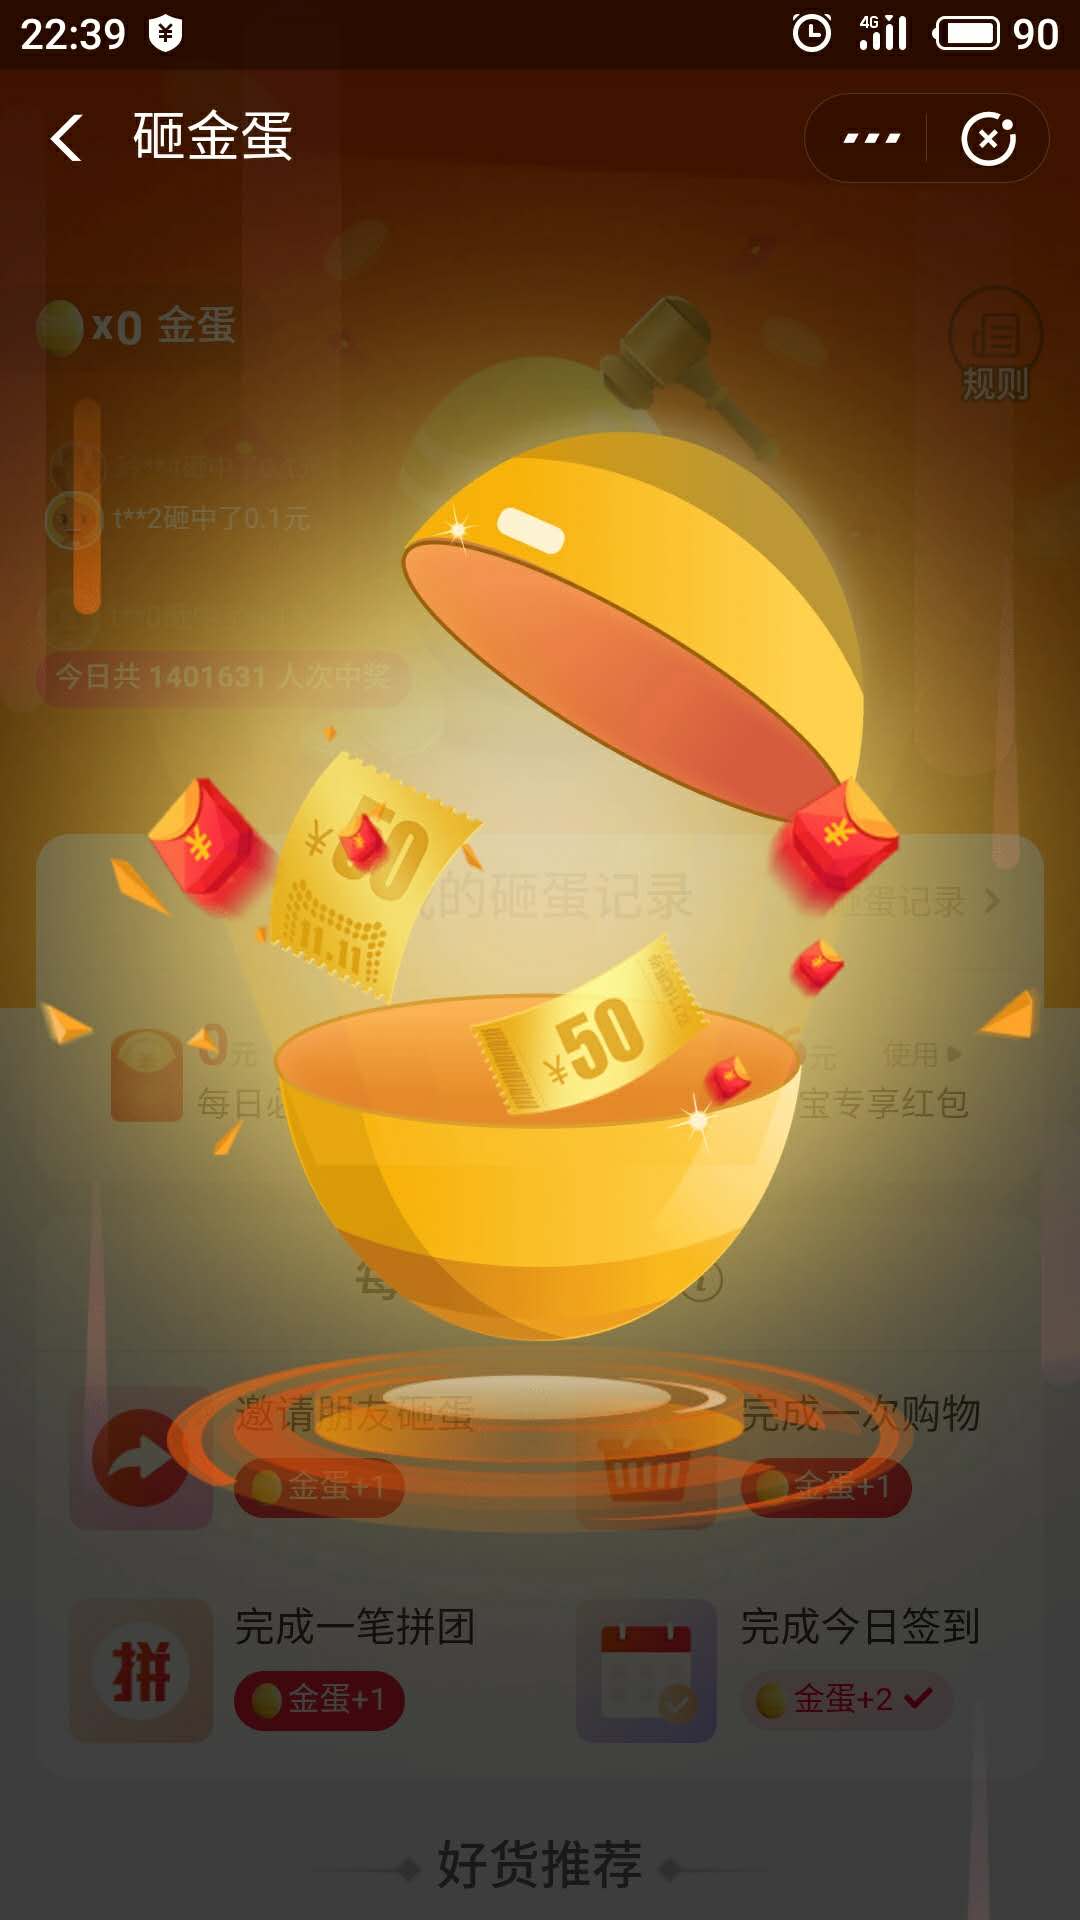 22:39
4G
90
砸金蛋
x0 金蛋
规则
t**2砸中了0.1元
今日共 1401631 人次中奖
¥50
11.11
的砸蛋记录
砸蛋记录
¥50
0元
元
使用
每日必
宝专享红包
每
邀请朋友砸蛋
完成一次购物
金蛋+1
金蛋+1
拼
完成一笔拼团
完成今日签到
金蛋+1
金蛋+2
好货推荐